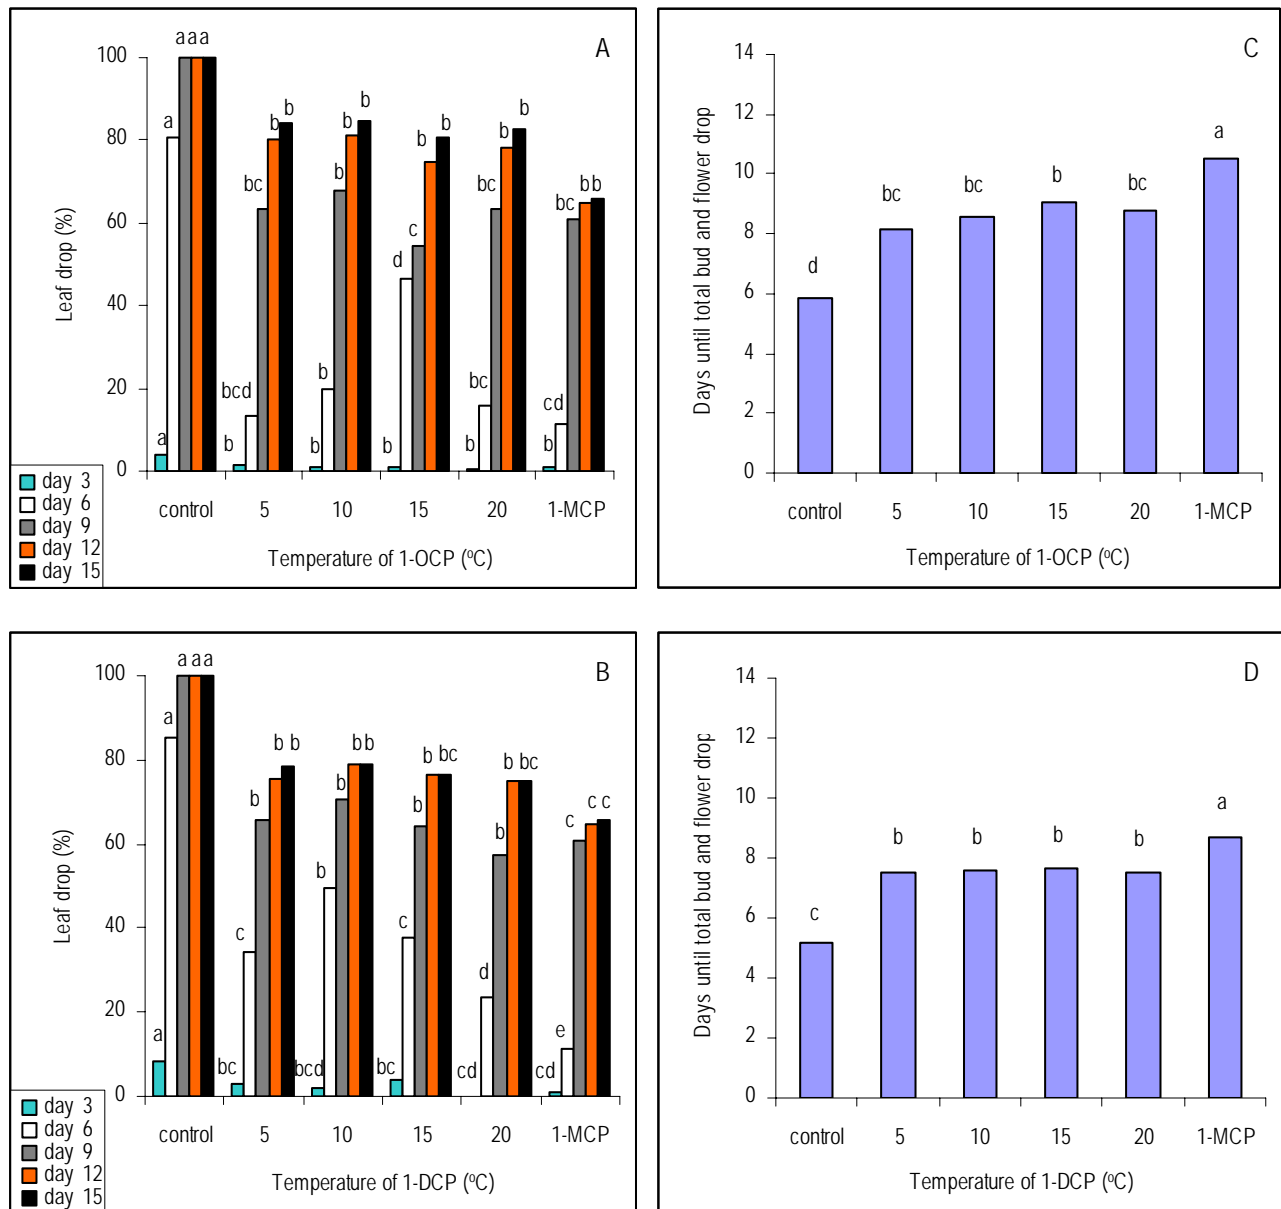 A
a a a
100
b
b
b
b
b
b
b
b
a
80
b
b b
bc
bc
bc
c
d
60
Leaf drop (%)
40
bcd
b
bc
cd
20
a
b
b
b
b
b
0
day 3
day 6
day 9
day 12
day 15
control
5
10
15
20
1-MCP
Temperature of 1-OCP (ºC)
C
14
12
a
10
bc
bc
b
bc
8
d
6
4
2
0
Days until total bud and flower drop
control
5
10
15
20
1-MCP
Temperature of 1-OCP (ºC)
B
a a a
100
a
b b
b b
b bc
b bc
80
b
b
b
b
c
c c
60
Leaf drop (%)
b
40
c
c
d
20
e
a
bc
bcd
bc
cd
cd
0
day 3
day 6
day 9
day 12
day 15
control
5
10
15
20
1-MCP
Temperature of 1-DCP (ºC)
D
14
12
10
a
b
b
b
b
8
c
6
4
2
0
Days until total bud and flower drop
control
5
10
15
20
1-MCP
Temperature of 1-DCP (ºC)